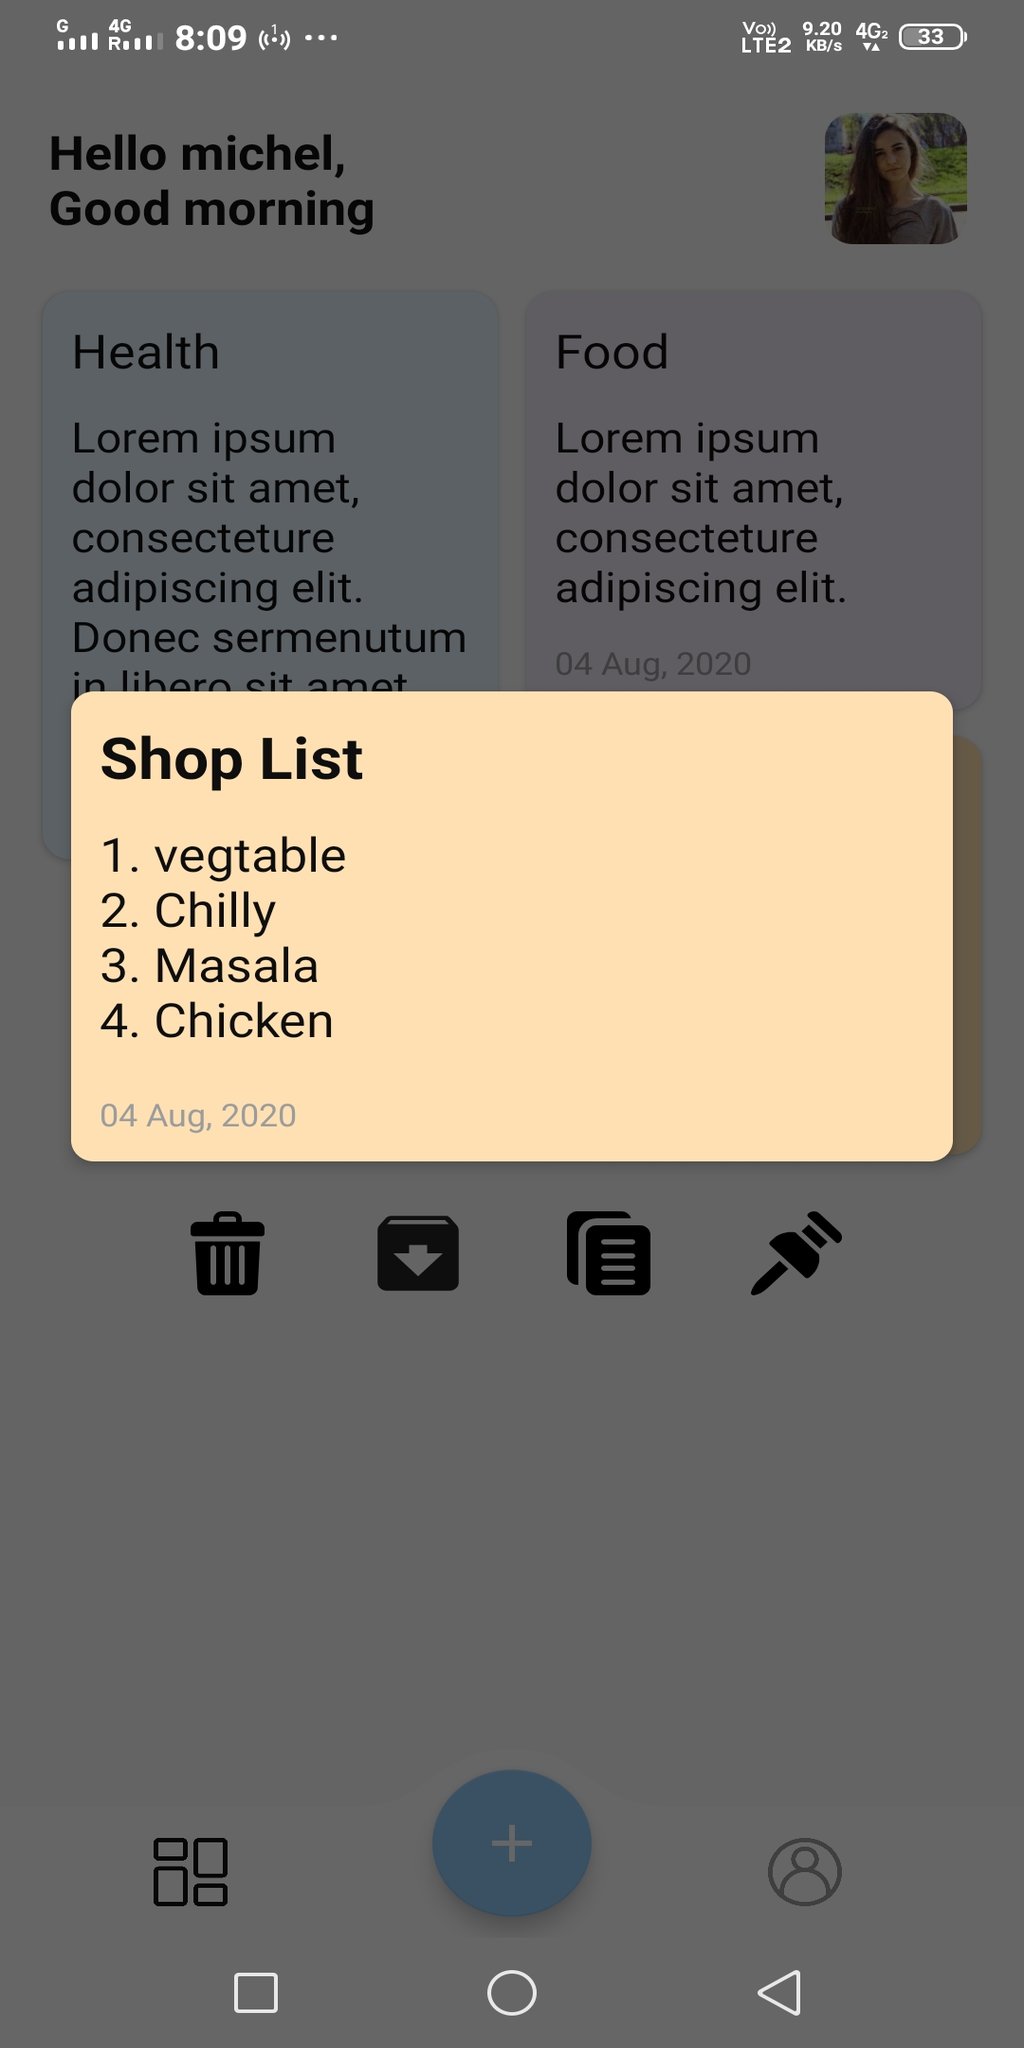 G
4G
R
8:09
1
...
Vo))
LTE2
9.20
KB/s
4G2
33
Hello michel,
Good morning
Health
Lorem ipsum
dolor sit amet,
consecteture
adipiscing elit.
Donec sermenutum
in libero sit amet
Food
Lorem ipsum
dolor sit amet,
consecteture
adipiscing elit.
04 Aug, 2020
Shop List
1. vegtable
2. Chilly
3. Masala
4. Chicken
04 Aug, 2020